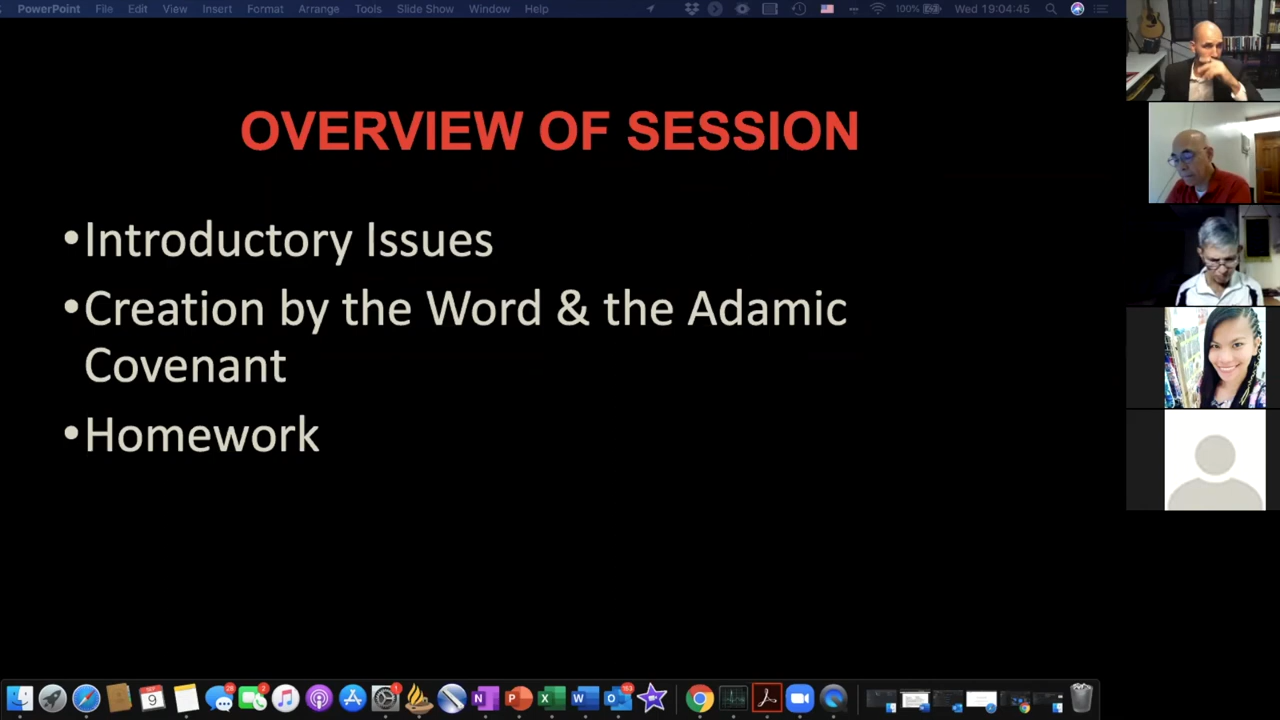 PowerPoint File Edit View Insert Format Arrange Tools Slide Show Window Help 100% Wed 19:04:45
OVERVIEW OF SESSION
•Introductory Issues
•Creation by the Word & the Adamic
Covenant
•Homework
9